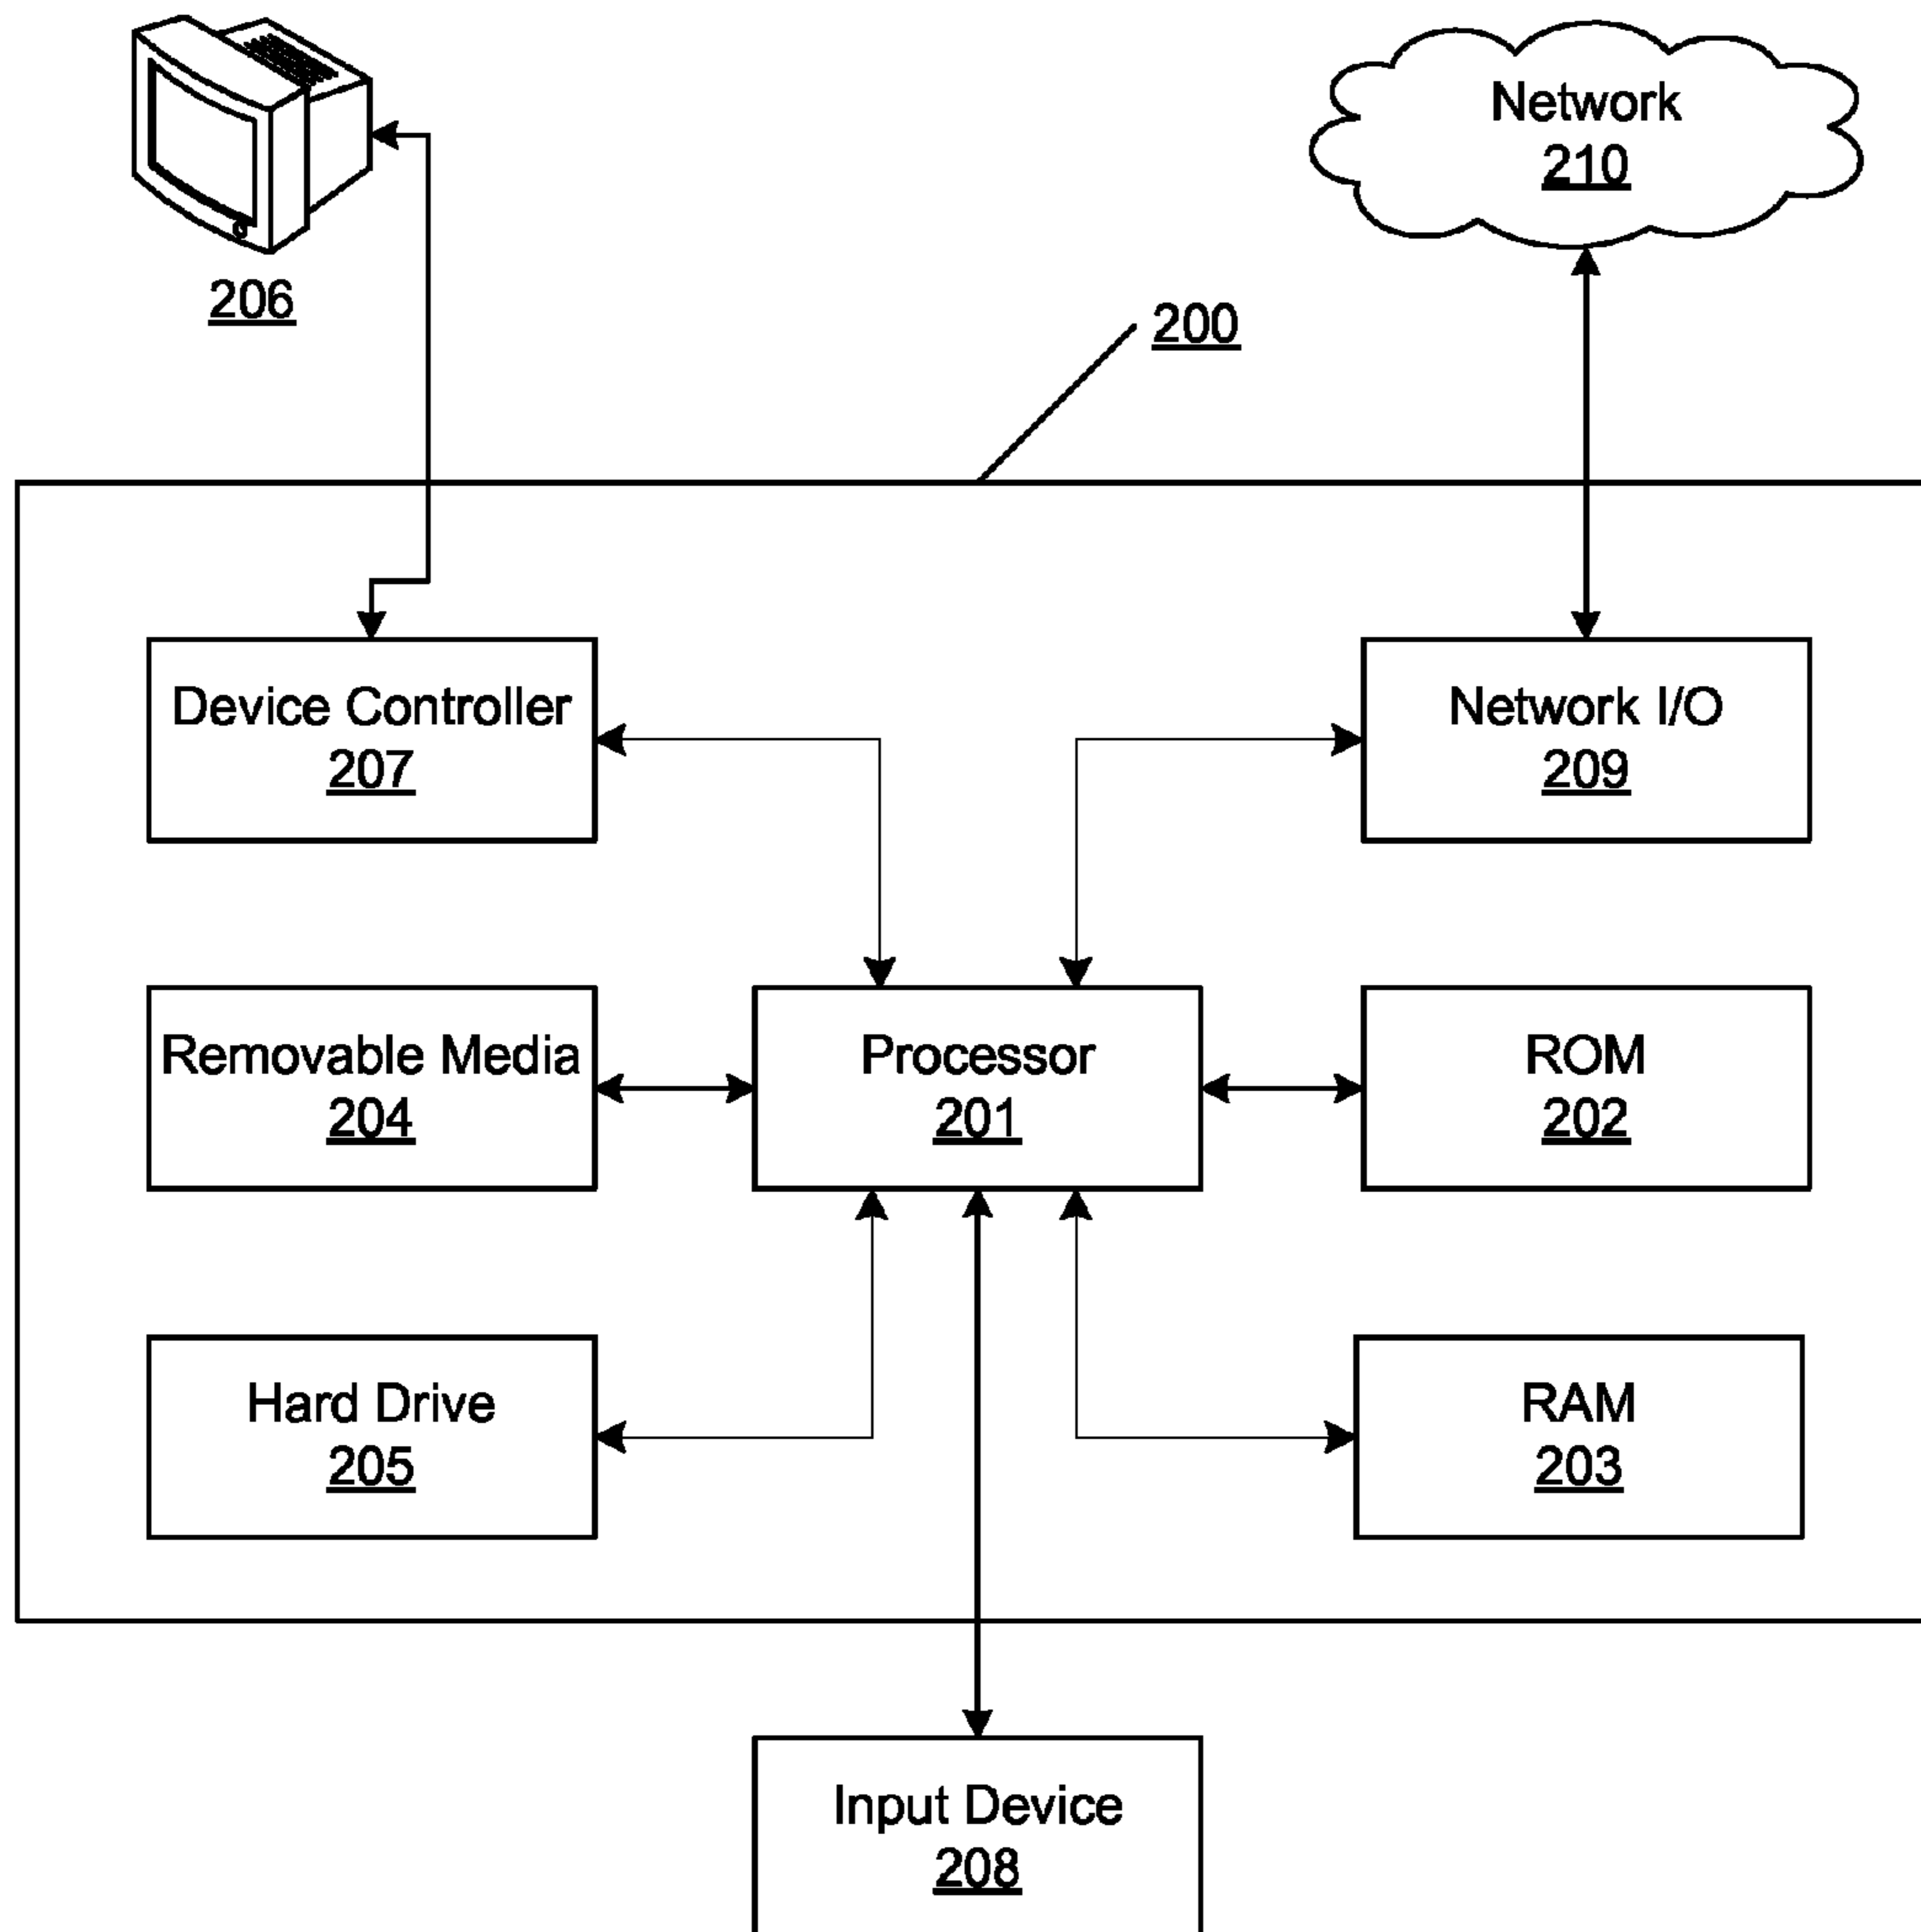 Network
210
206
200
Device Controller
207
Network I/O
209
Removable Media
204
Processor
201
ROM
202
Hard Drive
205
RAM
203
Input Device
208